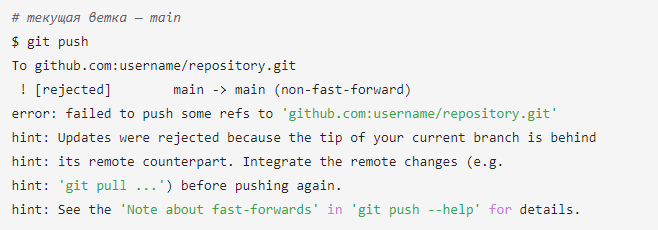 # текущая ветка — main
$ git push
To github.com:username/repository.git
 ! [rejected]        main -> main (non-fast-forward)
error: failed to push some refs to 'github.com:username/repository.git'
hint: Updates were rejected because the tip of your current branch is behind
hint: its remote counterpart. Integrate the remote changes (e.g.
hint: 'git pull ...') before pushing again.
hint: See the 'Note about fast-forwards' in 'git push --help' for details.